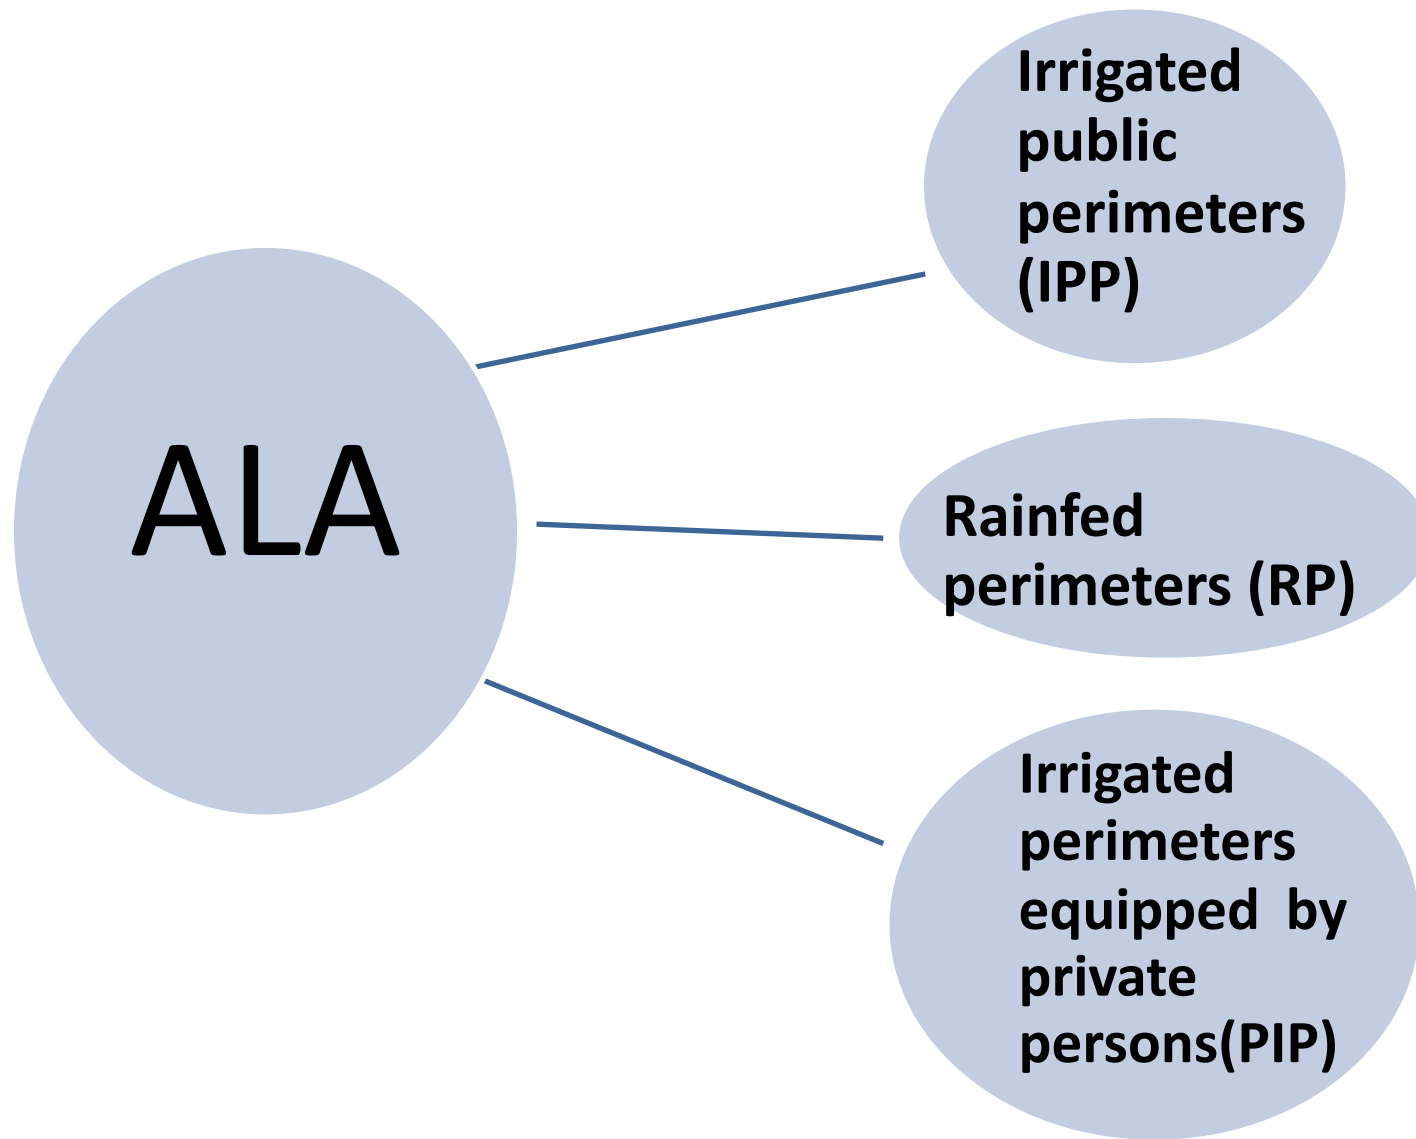 ALA
Irrigated
public
perimeters
(IPP)
Rainfed
perimeters (RP)
Irrigated
perimeters
equipped by
private
persons(PIP)